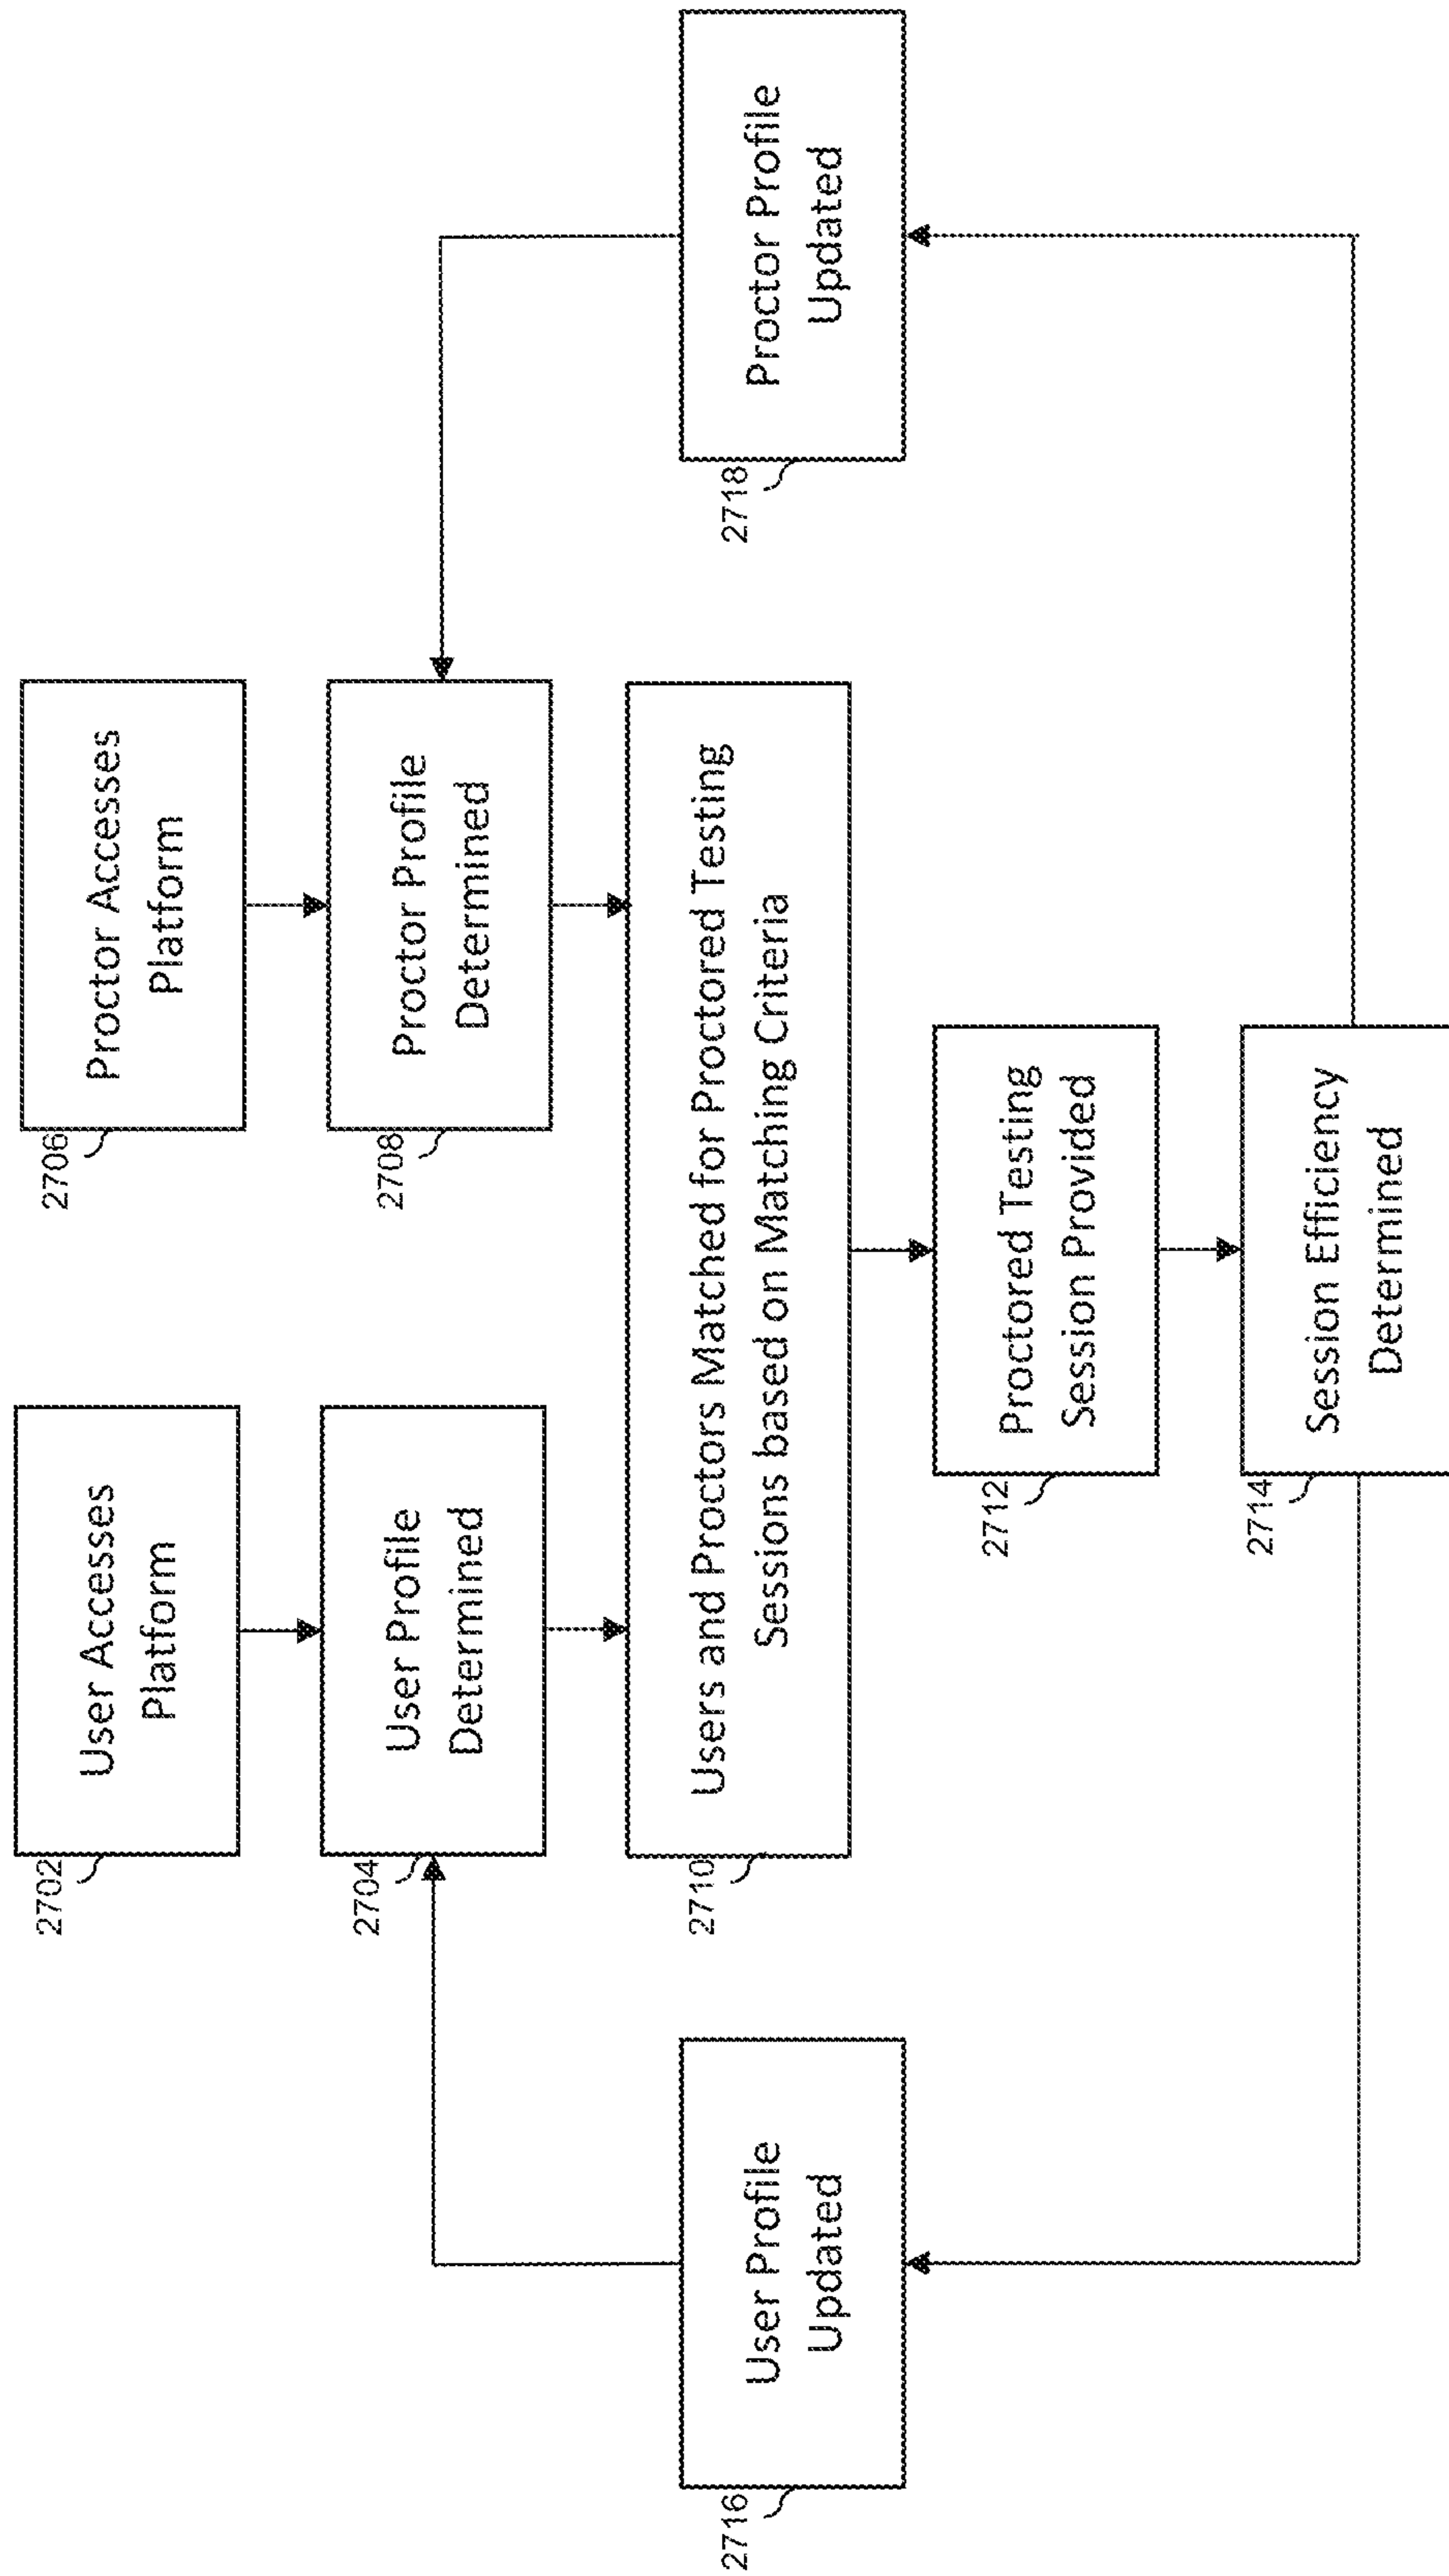 2702
User Accesses
Platform
2706
Proctor Accesses
Platform
2704
User Profile
Determined
2708
Proctor Profile
Determined
2710
Users and Proctors Matched for Proctored Testing
Sessions based on Matching Criteria
2716
User Profile
Updated
2718
Proctor Profile
Updated
2712
Proctored Testing
Session Provided
2714
Session Efficiency
Determined